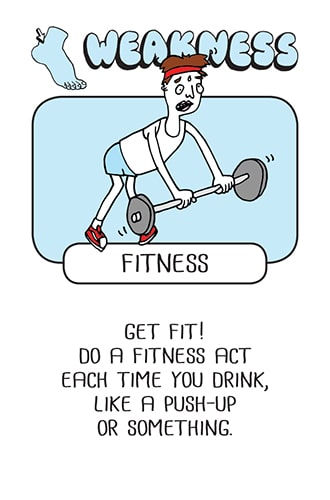 WEAKNESS
FITNESS
GET FIT!
DO A FITNESS ACT
EACH TIME YOU DRINK,
LIKE A PUSH-UP
OR SOMETHING.